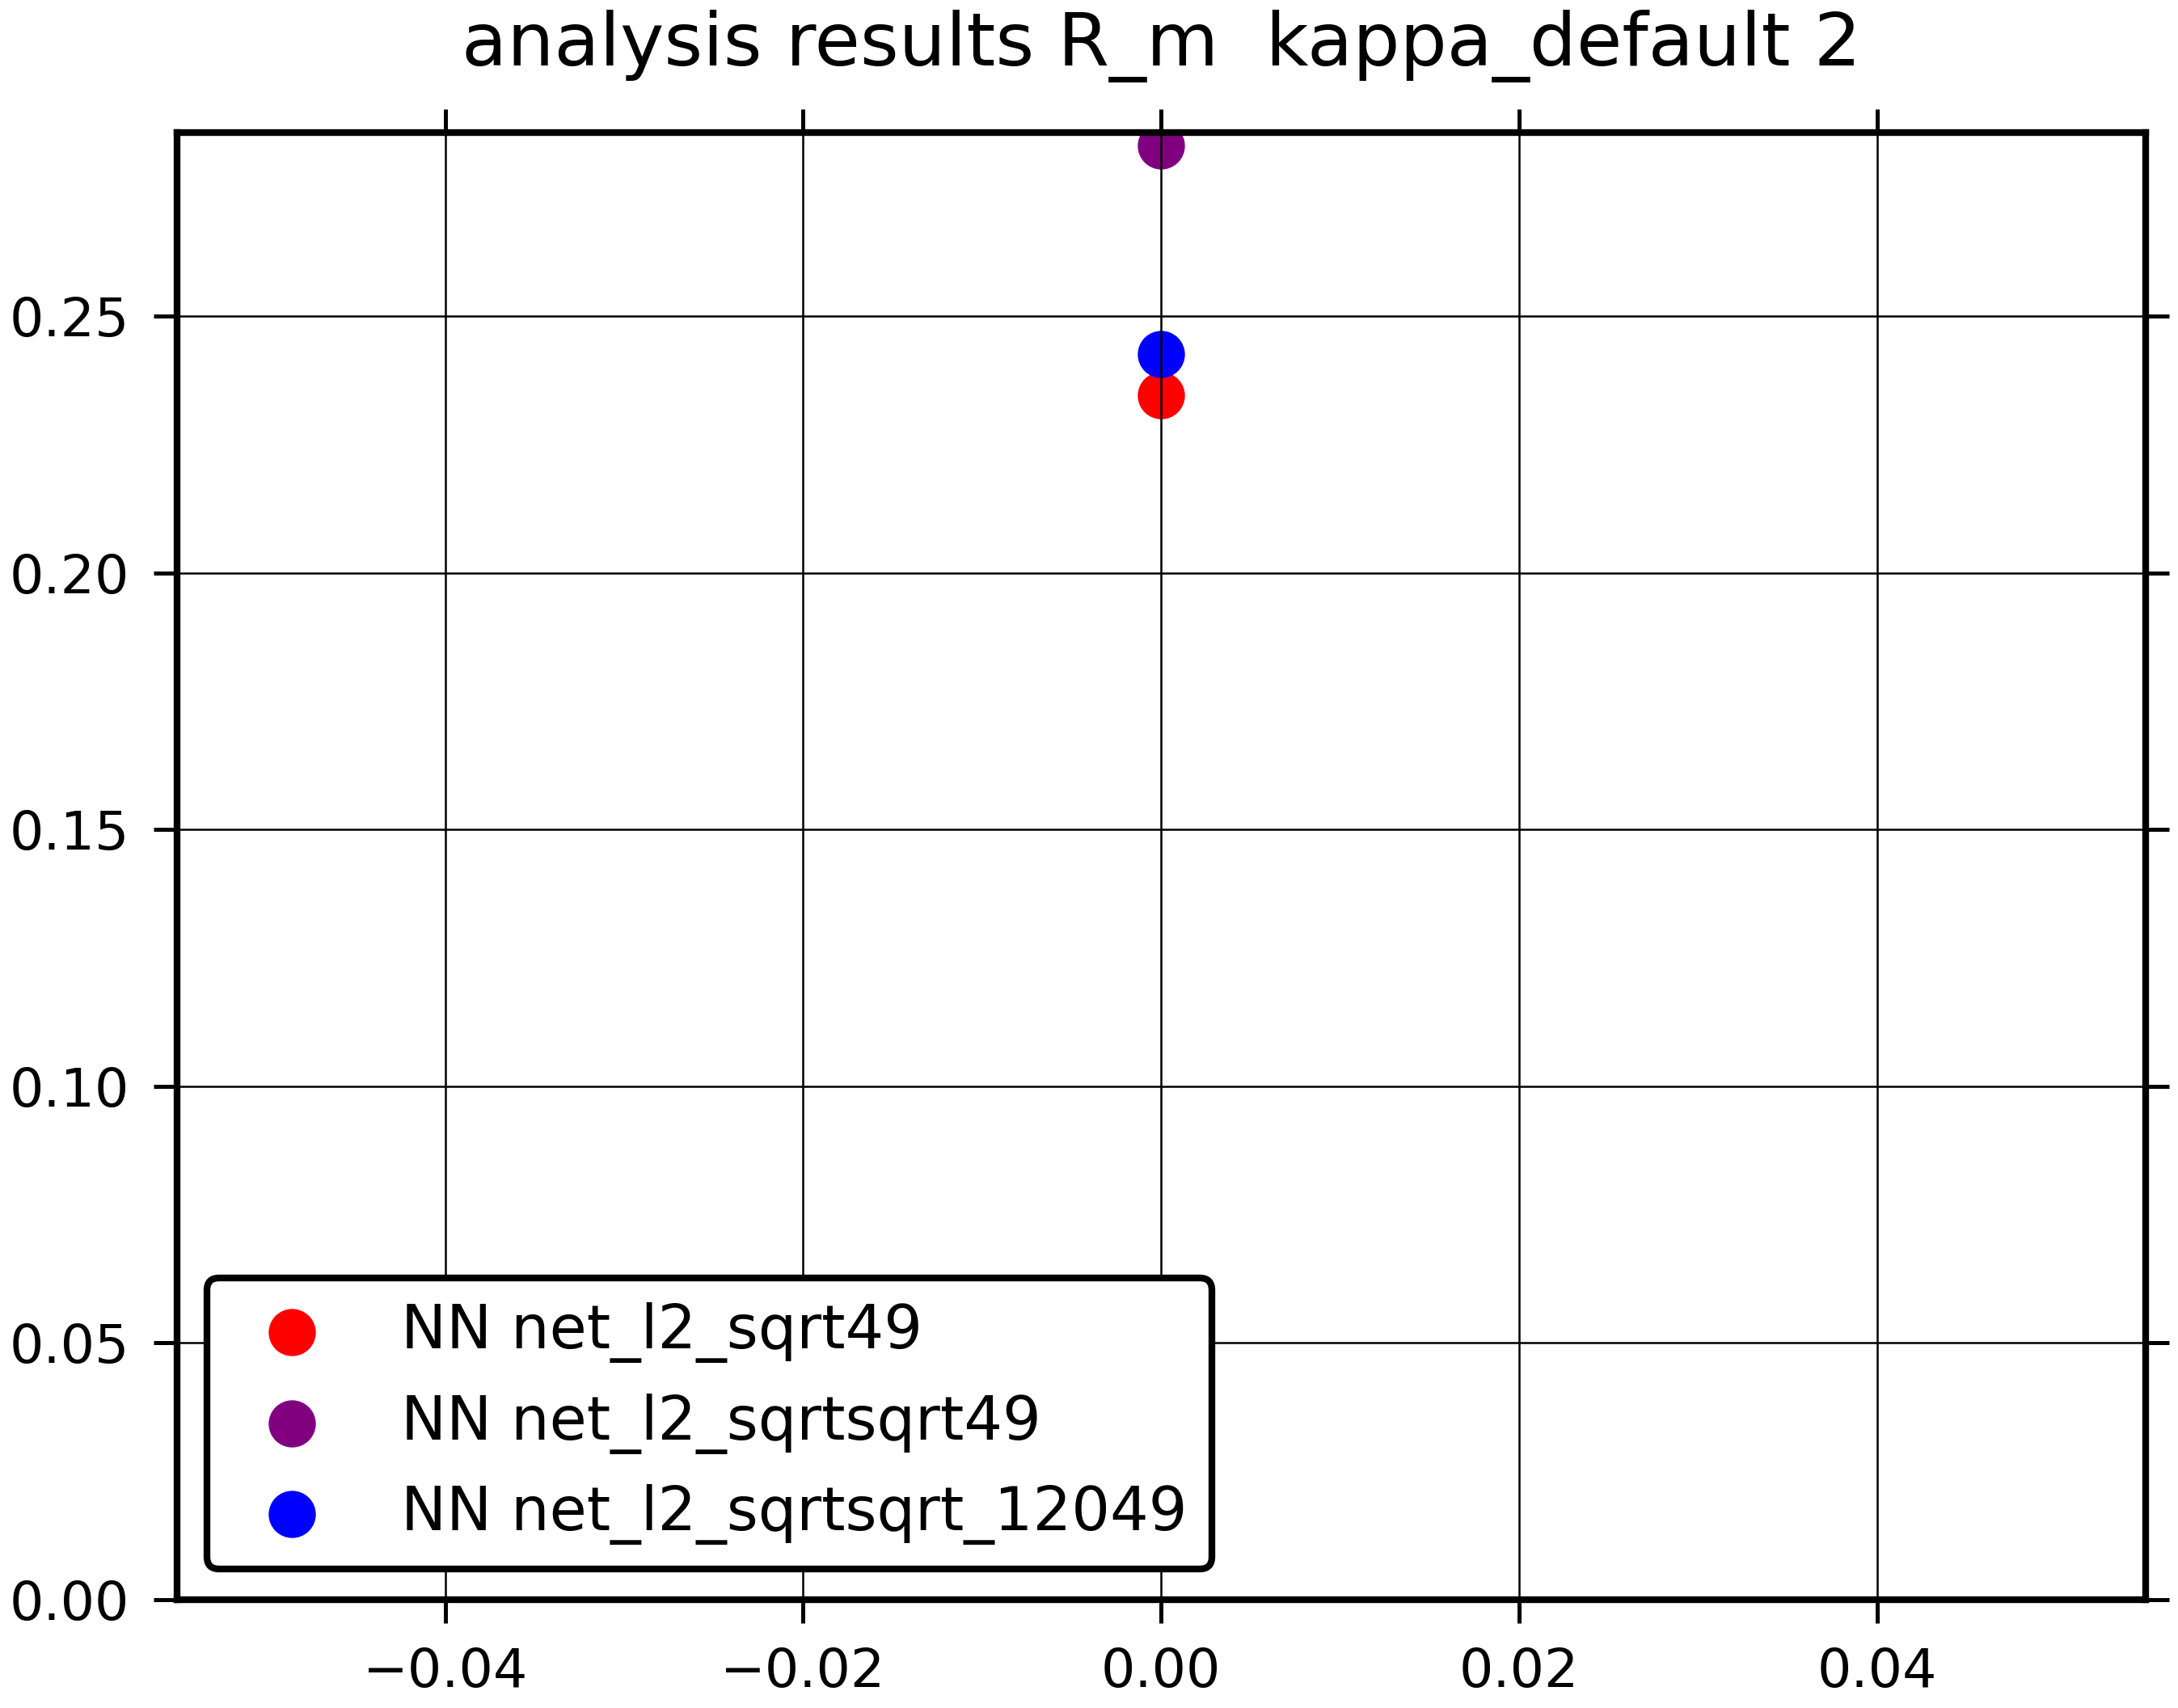 analysis results R_m  kappa_default 2
0.25
0.20
0.15
0.10
0.05
0.00
NN net_l2_sqrt49
NN net_l2_sqrtsqrt49
NN net_l2_sqrtsqrt_12049
−0.04 −0.02 0.00 0.02 0.04